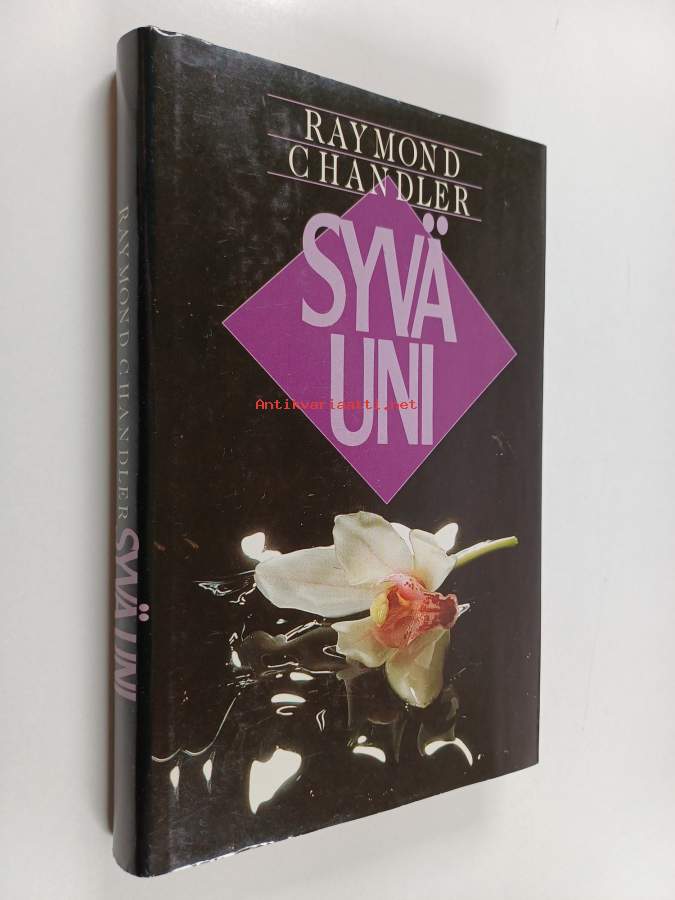 RAYMOND
CHANDLER
SYVÄ
UNI
Antikvariaatti.net
RAYMOND CHANDLER SYVÄ UNI